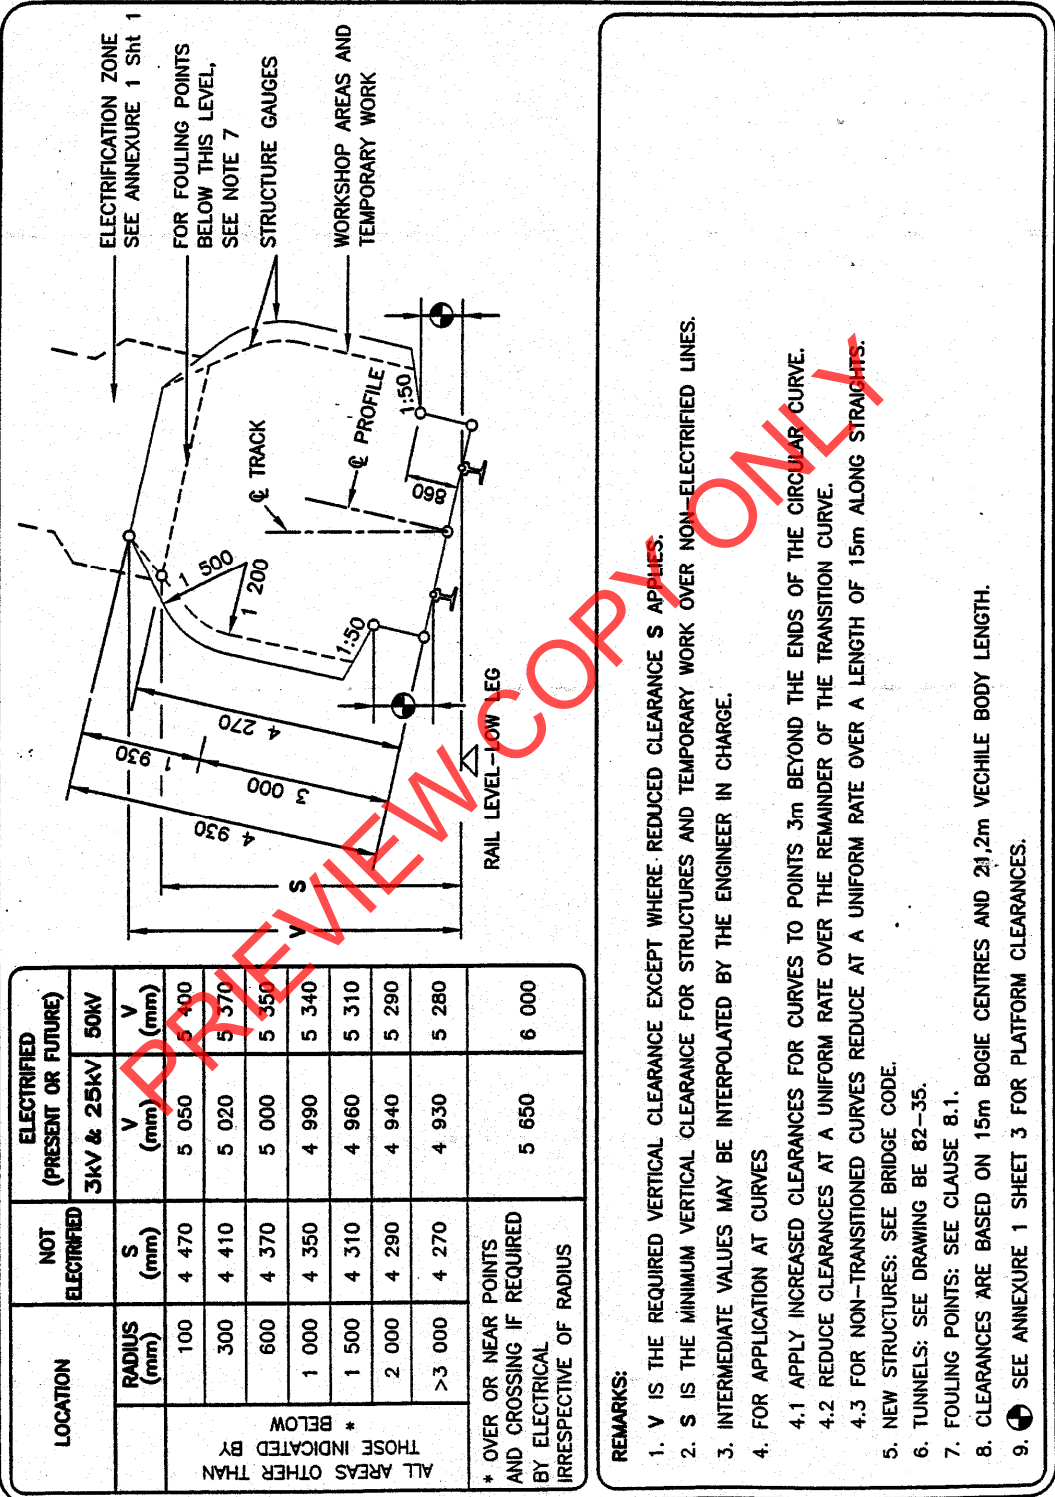 ELECTRIFICATION ZONE
SEE ANNEXURE 1 Sht 1
FOR FOULING POINTS
BELOW THIS LEVEL,
SEE NOTE 7
STRUCTURE GAUGES
WORKSHOP AREAS AND
TEMPORARY WORK
1 500
1 200
1:50
1:50
℄ TRACK
℄ PROFILE
860
4 270
1 930
3 000
4 930
S
V
RAIL LEVEL-LOW LEG
LOCATION
NOT
ELECTRIFIED
ELECTRIFIED
(PRESENT OR FUTURE)
3kV & 25kV 50kV
RADIUS S V V
(mm) (mm) (mm) (mm)
ALL AREAS OTHER THAN
THOSE INDICATED BY
* BELOW
100 4 470 5 050 5 400
300 4 410 5 020 5 370
600 4 370 5 000 5 350
1 000 4 350 4 990 5 340
1 500 4 310 4 960 5 310
2 000 4 290 4 940 5 290
>3 000 4 270 4 930 5 280
* OVER OR NEAR POINTS
AND CROSSING IF REQUIRED
BY ELECTRICAL
IRRESPECTIVE OF RADIUS
5 650 6 000
REMARKS:
1. V IS THE REQUIRED VERTICAL CLEARANCE EXCEPT WHERE REDUCED CLEARANCE S APPLIES.
2. S IS THE MINIMUM VERTICAL CLEARANCE FOR STRUCTURES AND TEMPORARY WORK OVER NON-ELECTRIFIED LINES.
3. INTERMEDIATE VALUES MAY BE INTERPOLATED BY THE ENGINEER IN CHARGE.
4. FOR APPLICATION AT CURVES
4.1 APPLY INCREASED CLEARANCES FOR CURVES TO POINTS 3m BEYOND THE ENDS OF THE CIRCULAR CURVE.
4.2 REDUCE CLEARANCES AT A UNIFORM RATE OVER THE REMAINDER OF THE TRANSITION CURVE.
4.3 FOR NON-TRANSITIONED CURVES REDUCE AT A UNIFORM RATE OVER A LENGTH OF 15m ALONG STRAIGHTS.
5. NEW STRUCTURES: SEE BRIDGE CODE.
6. TUNNELS: SEE DRAWING BE 82-35.
7. FOULING POINTS: SEE CLAUSE 8.1.
8. CLEARANCES ARE BASED ON 15m BOGIE CENTRES AND 21,2m VECHILE BODY LENGTH.
9. SEE ANNEXURE 1 SHEET 3 FOR PLATFORM CLEARANCES.
PRIEVIEW COPY ONLY